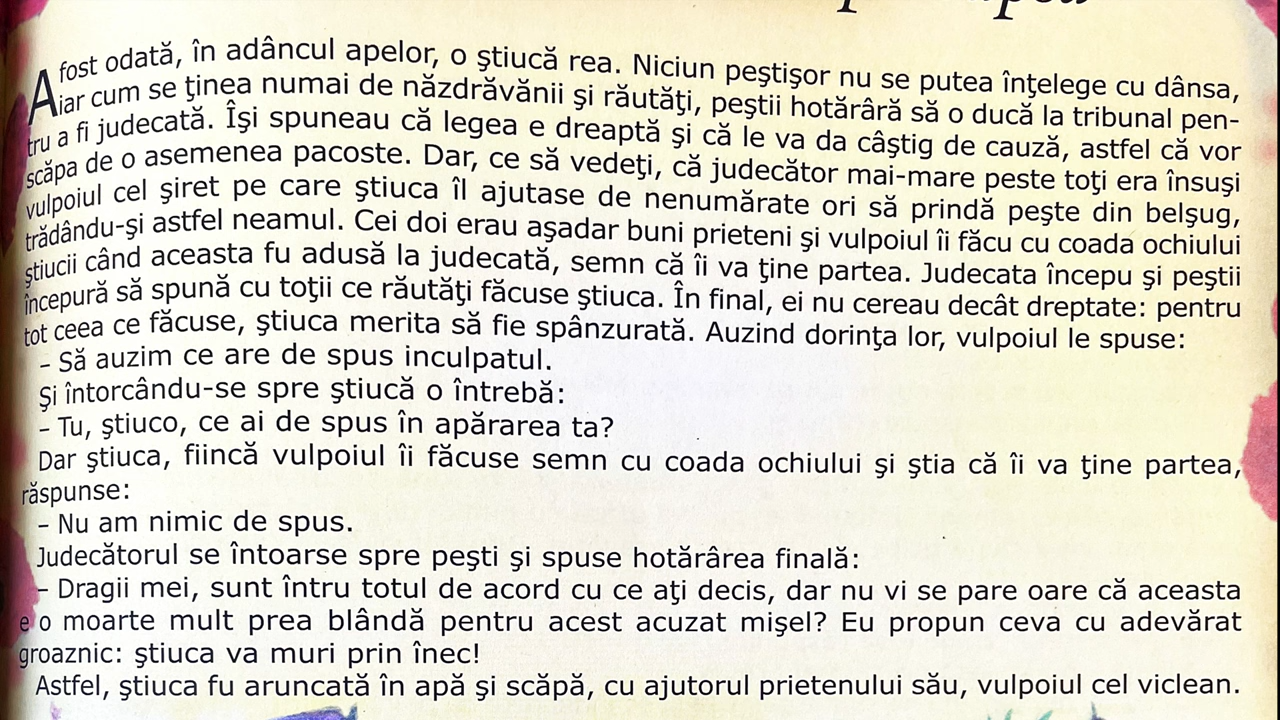 A fost odată, în adâncul apelor, o ştiucă rea. Niciun peştişor nu se putea înţelege cu dânsa,
iar cum se ţinea numai de năzdrăvănii şi răutăţi, peştii hotărâră să o ducă la tribunal pen-
tru a fi judecată. Îşi spuneau că legea e dreaptă şi că le va da câştig de cauză, astfel că vor
scăpa de o asemenea pacoste. Dar, ce să vedeţi, că judecător mai-mare peste toţi era însuşi
vulpoiul cel şiret pe care ştiuca îl ajutase de nenumărate ori să prindă peşte din belşug,
trădându-şi astfel neamul. Cei doi erau aşadar buni prieteni şi vulpoiul îi făcu cu coada ochiului
ştiucii când aceasta fu adusă la judecată, semn că îi va ţine partea. Judecata începu şi peştii
începură să spună cu toţii ce răutăţi făcuse ştiuca. În final, ei nu cereau decât dreptate: pentru
tot ceea ce făcuse, ştiuca merita să fie spânzurată. Auzind dorinţa lor, vulpoiul le spuse:
– Să auzim ce are de spus inculpatul.
Şi întorcându-se spre ştiucă o întrebă:
– Tu, ştiuco, ce ai de spus în apărarea ta?
Dar ştiuca, fiincă vulpoiul îi făcuse semn cu coada ochiului şi ştia că îi va ţine partea,
răspunse:
– Nu am nimic de spus.
Judecătorul se întoarse spre peşti şi spuse hotărârea finală:
– Dragii mei, sunt întru totul de acord cu ce aţi decis, dar nu vi se pare oare că aceasta
e o moarte mult prea blândă pentru acest acuzat mişel? Eu propun ceva cu adevărat
groaznic: ştiuca va muri prin înec!
Astfel, ştiuca fu aruncată în apă şi scăpă, cu ajutorul prietenului său, vulpoiul cel viclean.